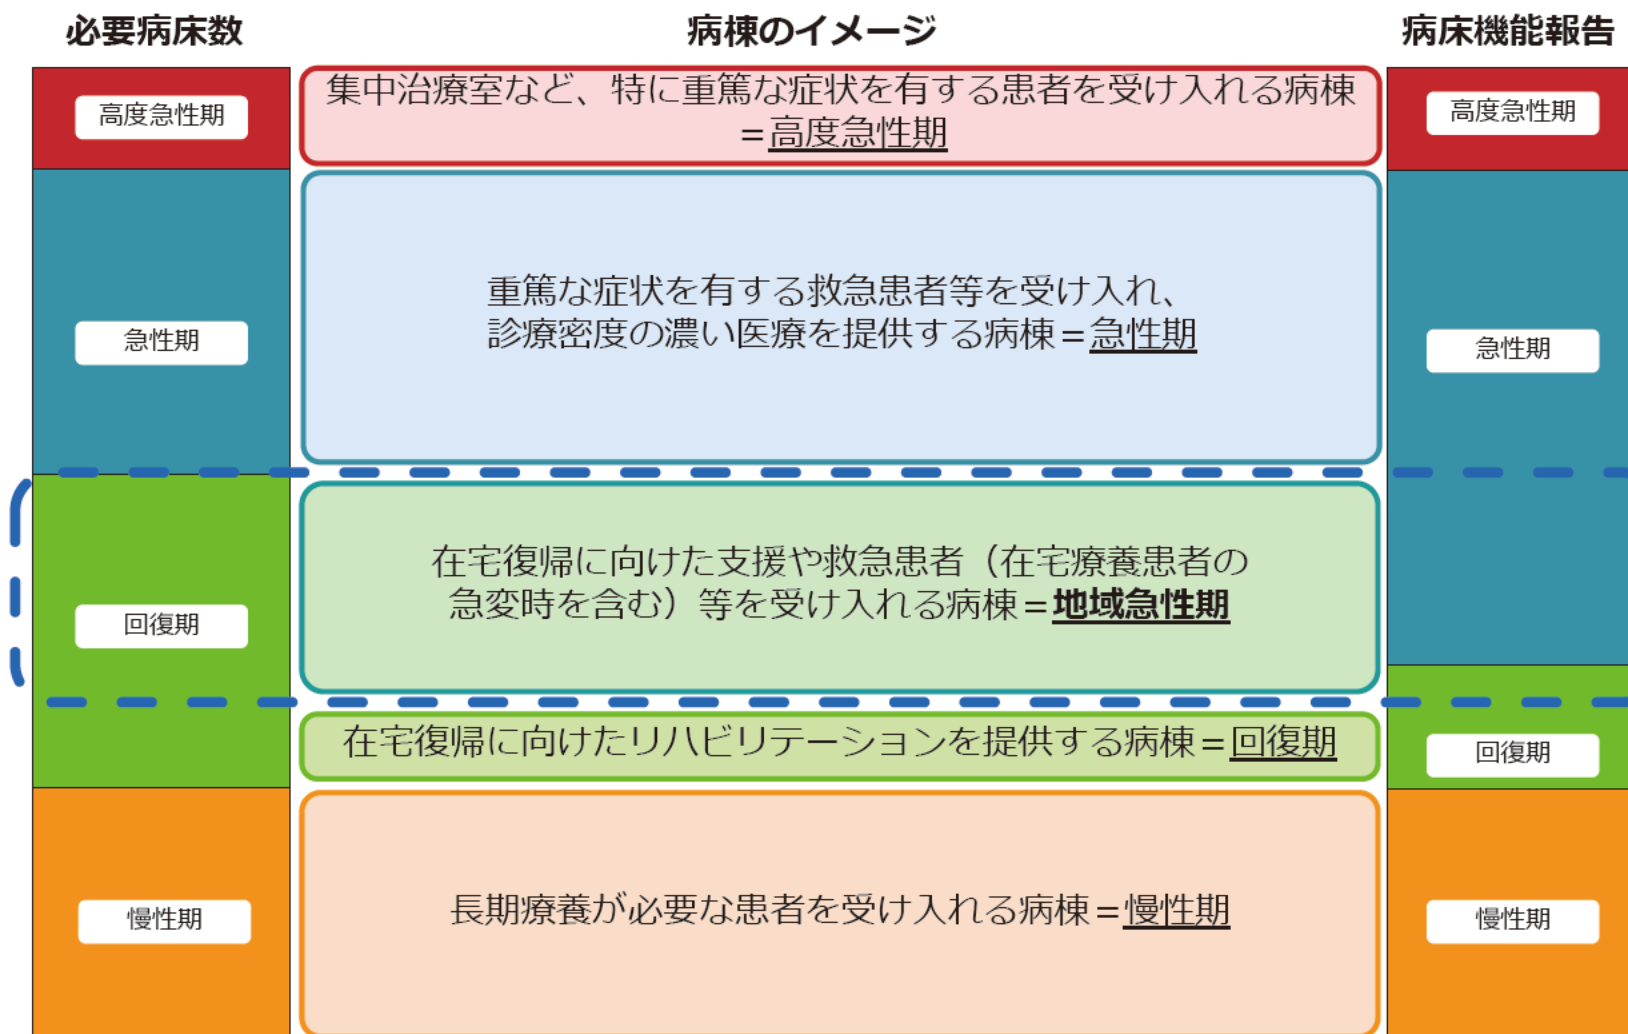 必要病床数
病棟のイメージ
病床機能報告
高度急性期
集中治療室など、特に重篤な症状を有する患者を受け入れる病棟
＝高度急性期
高度急性期
急性期
重篤な症状を有する救急患者等を受け入れ、
診療密度の濃い医療を提供する病棟＝急性期
急性期
回復期
在宅復帰に向けた支援や救急患者（在宅療養患者の
急変時を含む）等を受け入れる病棟＝地域急性期
在宅復帰に向けたリハビリテーションを提供する病棟＝回復期
回復期
慢性期
長期療養が必要な患者を受け入れる病棟＝慢性期
慢性期